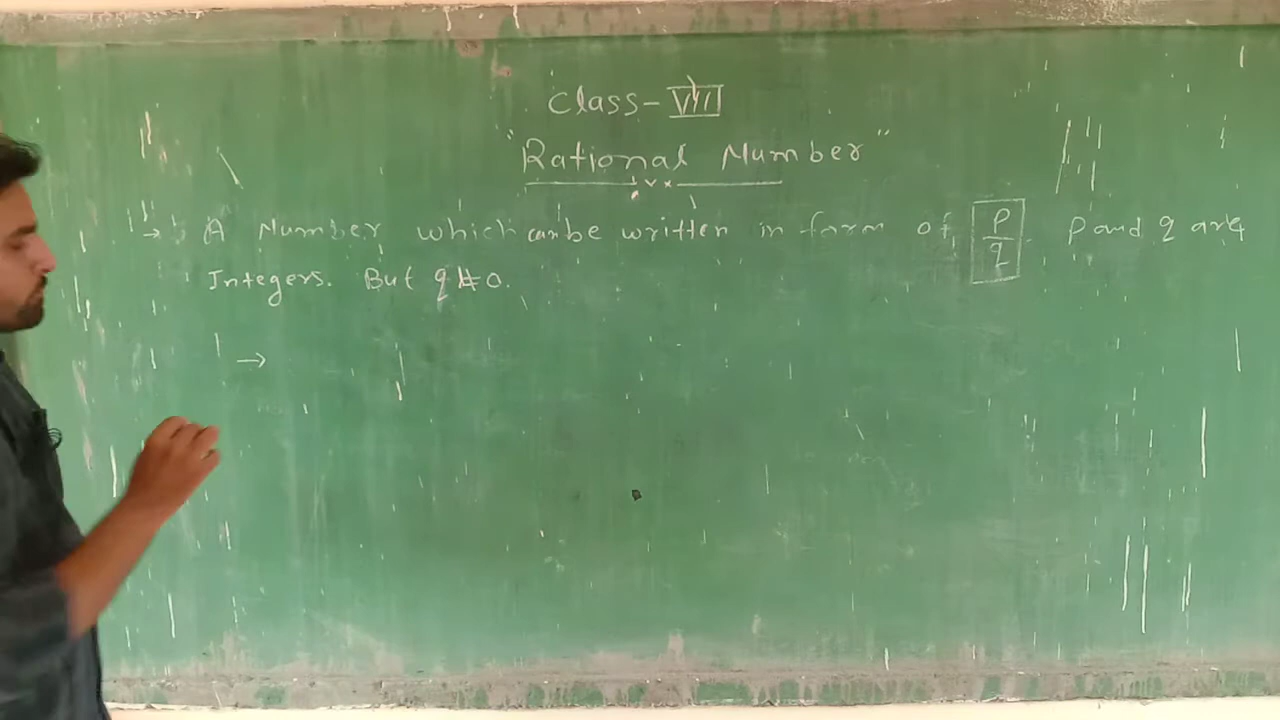 Class-VIII
"Rational Number"
→ A Number which can be written in form of P/q. P and q are
Integers. But q ≠ 0.
→